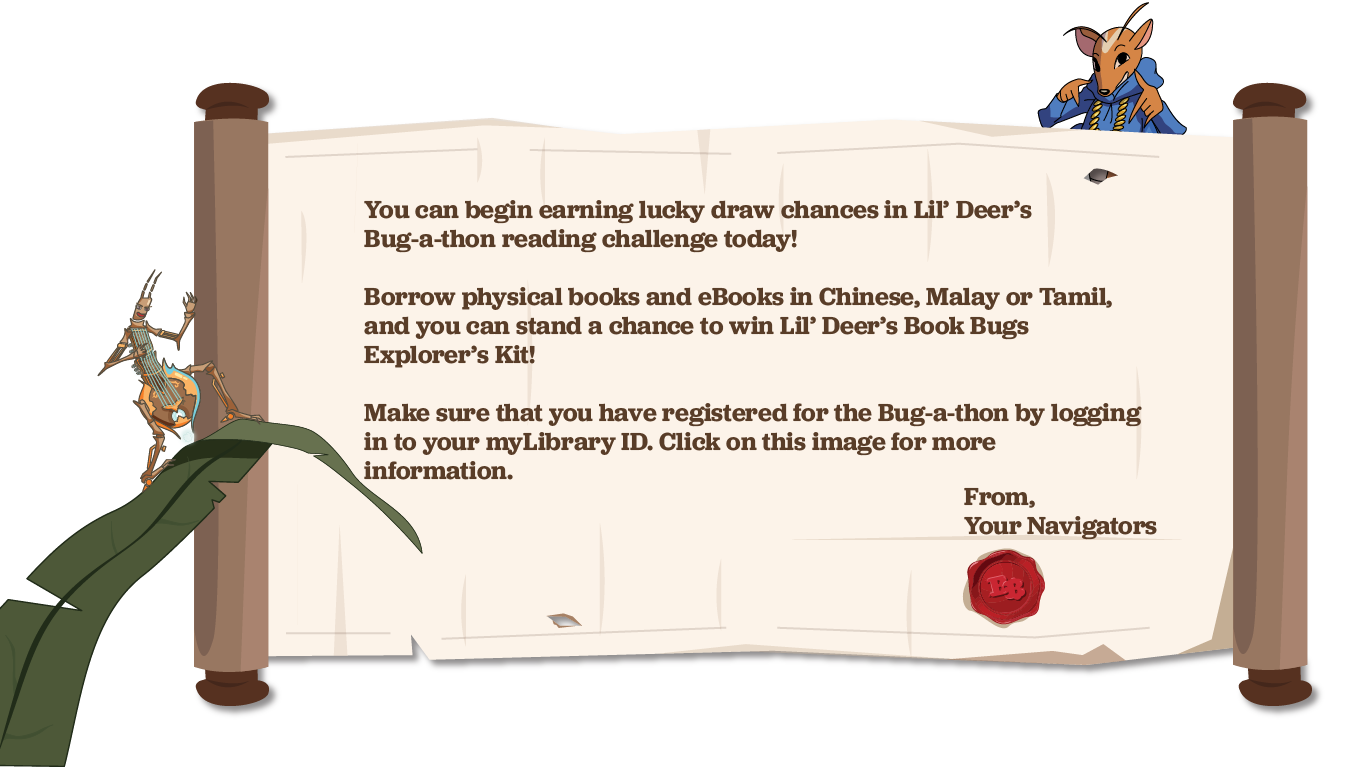 You can begin earning lucky draw chances in Lil’ Deer’s
Bug-a-thon reading challenge today!
Borrow physical books and eBooks in Chinese, Malay or Tamil,
and you can stand a chance to win Lil’ Deer’s Book Bugs
Explorer’s Kit!
Make sure that you have registered for the Bug-a-thon by logging
in to your myLibrary ID. Click on this image for more
information.
From,
Your Navigators
EB